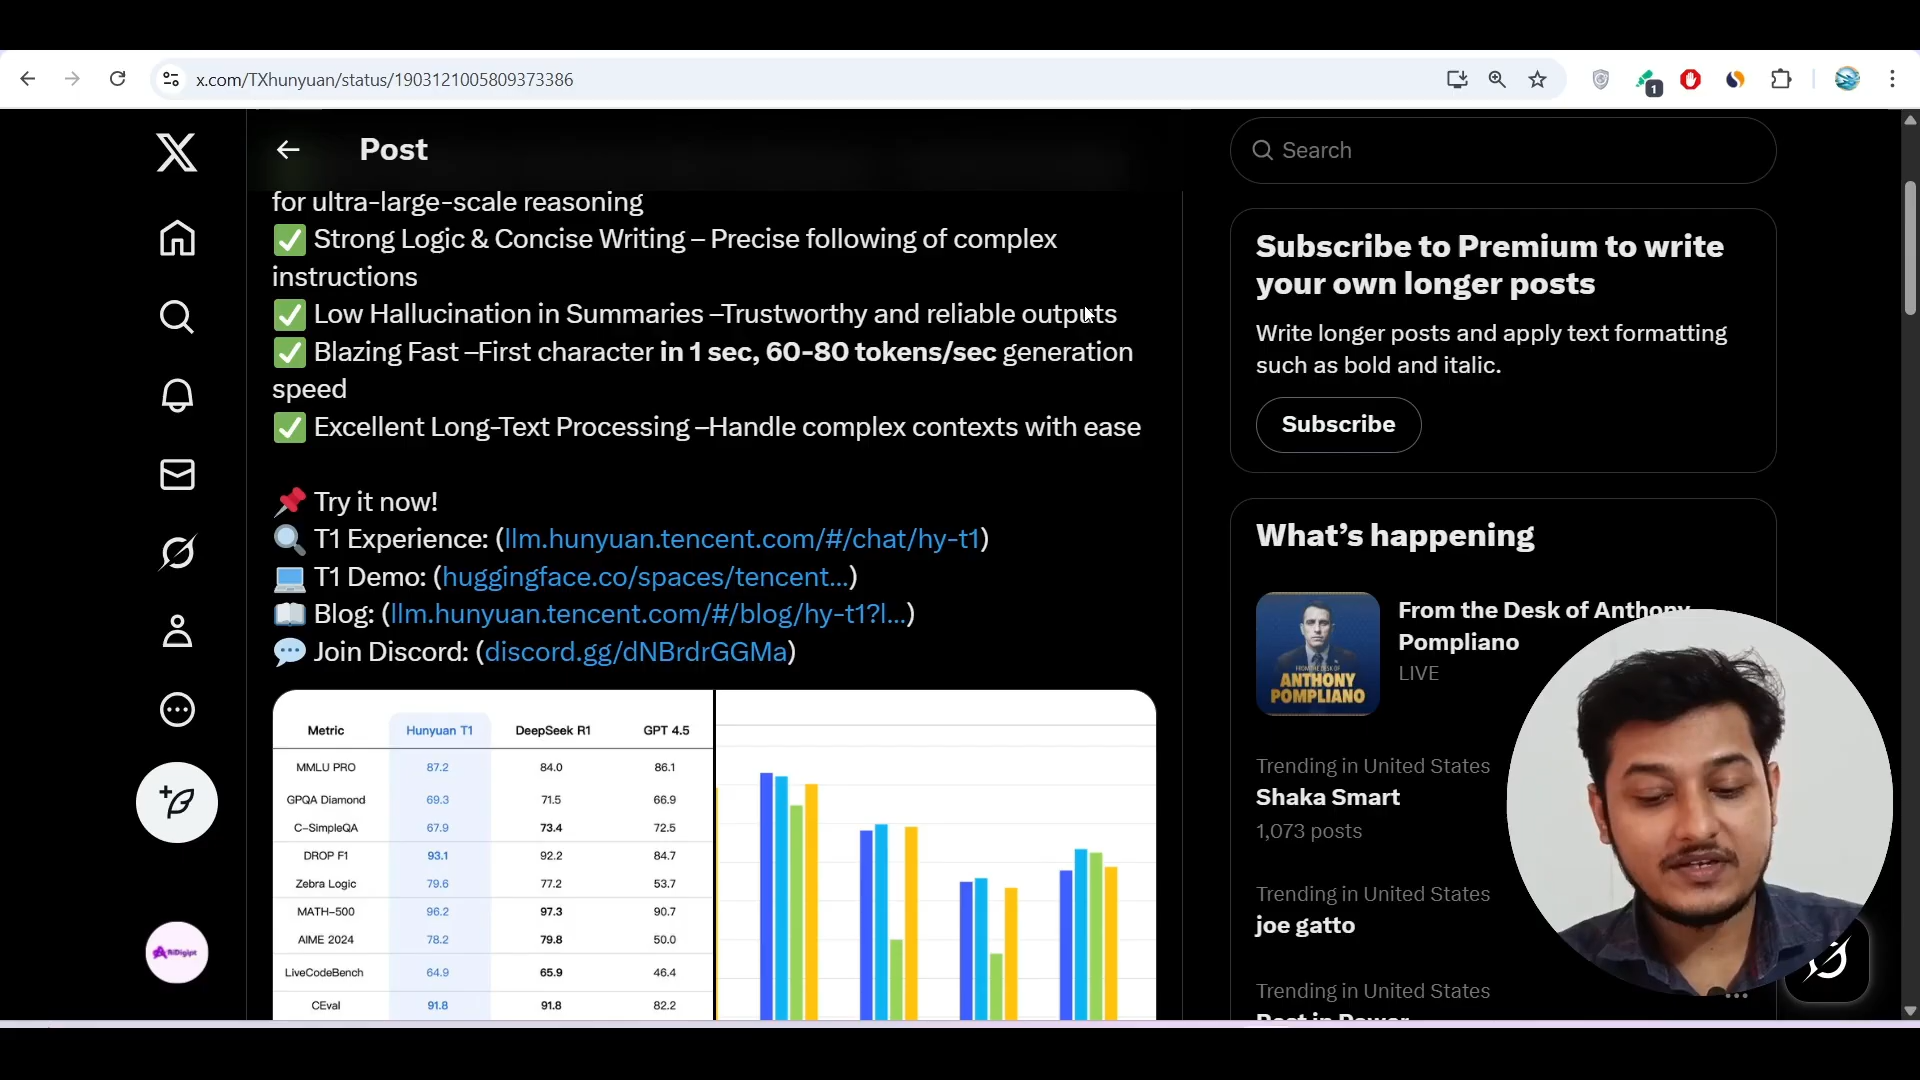 x.com/TXhunyuan/status/1903121005809373386
1
Post
for ultra-large-scale reasoning
✅ Strong Logic & Concise Writing – Precise following of complex
instructions
✅ Low Hallucination in Summaries –Trustworthy and reliable outputs
✅ Blazing Fast –First character in 1 sec, 60-80 tokens/sec generation
speed
✅ Excellent Long-Text Processing –Handle complex contexts with ease
📌 Try it now!
🔍 T1 Experience: (llm.hunyuan.tencent.com/#/chat/hy-t1)
💻 T1 Demo: (huggingface.co/spaces/tencent...)
📖 Blog: (llm.hunyuan.tencent.com/#/blog/hy-t1?l...)
💬 Join Discord: (discord.gg/dNBrdrGGMa)
Metric Hunyuan T1 DeepSeek R1 GPT 4.5
MMLU PRO 87.2 84.0 86.1
GPQA Diamond 69.3 71.5 66.9
C-SimpleQA 67.9 73.4 72.5
DROP F1 93.1 92.2 84.7
Zebra Logic 79.6 77.2 53.7
MATH-500 96.2 97.3 90.7
AIME 2024 78.2 79.8 50.0
LiveCodeBench 64.9 65.9 46.4
CEval 91.8 91.8 82.2
Search
Subscribe to Premium to write
your own longer posts
Write longer posts and apply text formatting
such as bold and italic.
Subscribe
What's happening
From the Desk of Anthony
Pompliano
LIVE
FROM THE DESK OF
ANTHONY
POMPLIANO
Trending in United States
Shaka Smart
1,073 posts
Trending in United States
joe gatto
Trending in United States